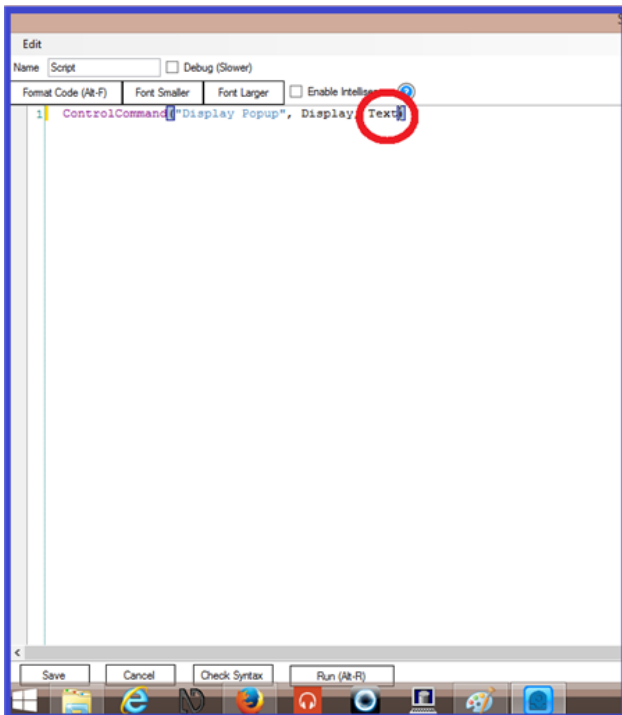 Edit
Name Script Debug (Slower)
Format Code (Alt-F) Font Smaller Font Larger Enable
1 ControlCommand("Display Popup", Display, Text)
Save Cancel Check Syntax Run (Alt-R)